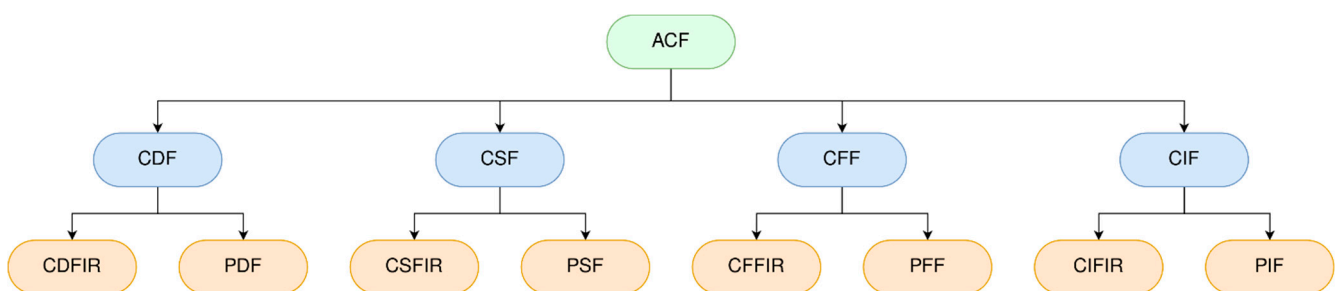 ACF
CDF CSF CFF CIF
CDFIR PDF CSFIR PSF CFFIR PFF CIFIR PIF